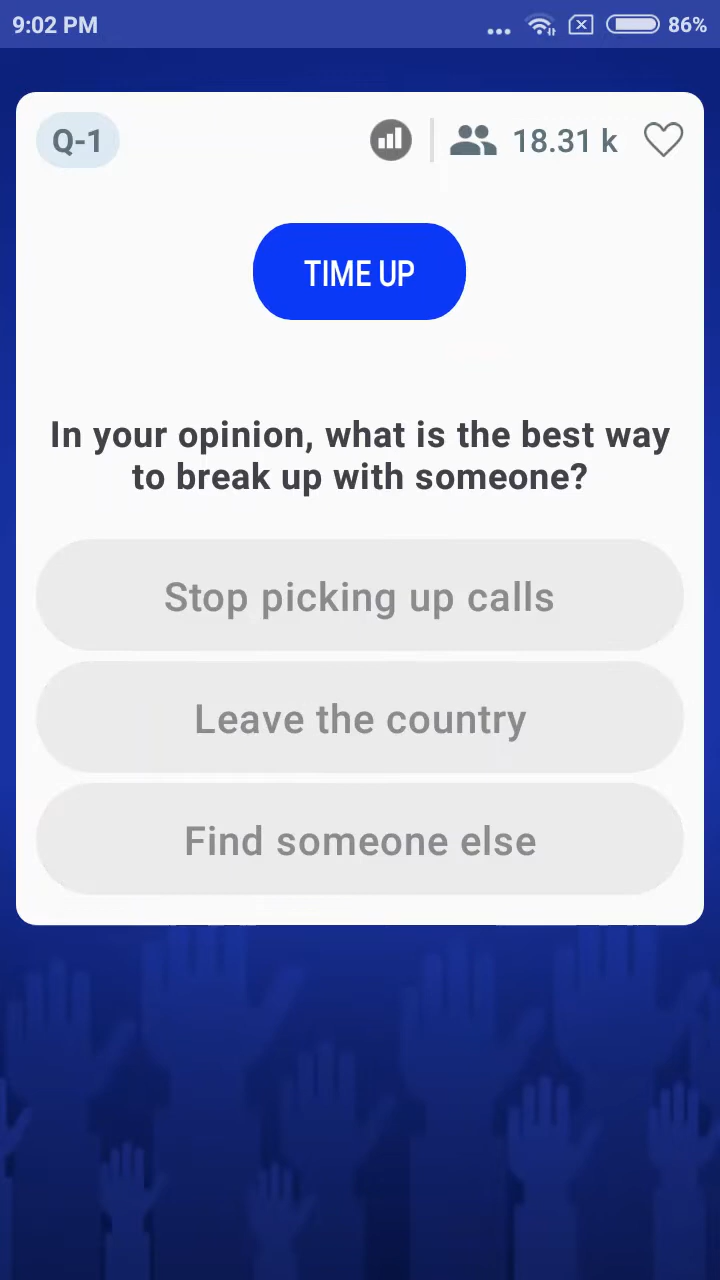 9:02 PM
86%
Q-1
18.31 k
TIME UP
In your opinion, what is the best way
to break up with someone?
Stop picking up calls
Leave the country
Find someone else